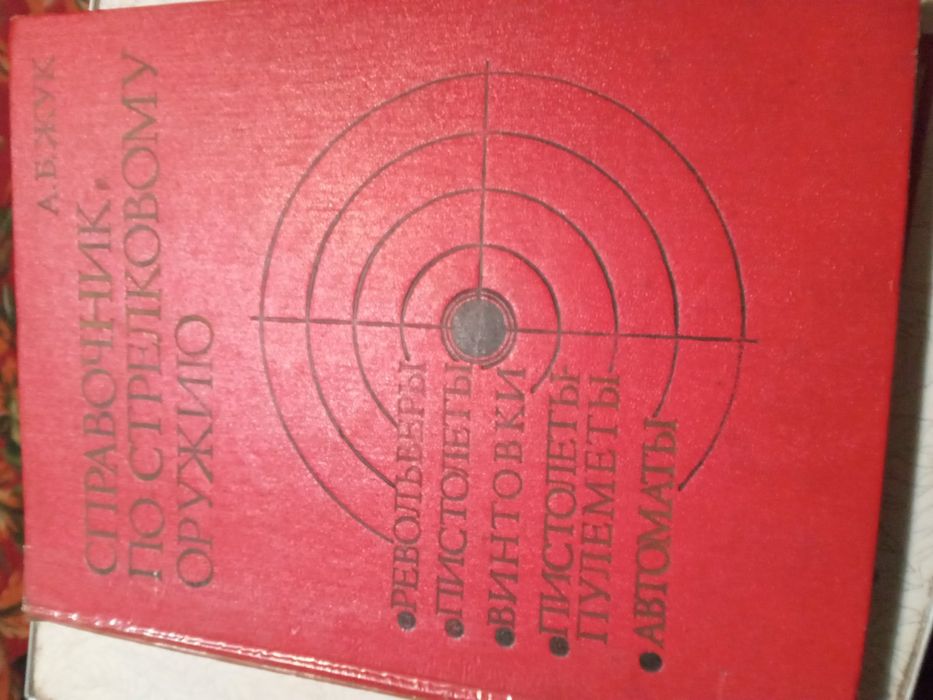 А.Б.ЖУК
СПРАВОЧНИК
ПО СТРЕЛКОВОМУ
ОРУЖИЮ
•РЕВОЛЬВЕРЫ
•ПИСТОЛЕТЫ
•ВИНТОВКИ
•ПИСТОЛЕТЫ-
ПУЛЕМЕТЫ
•АВТОМАТЫ